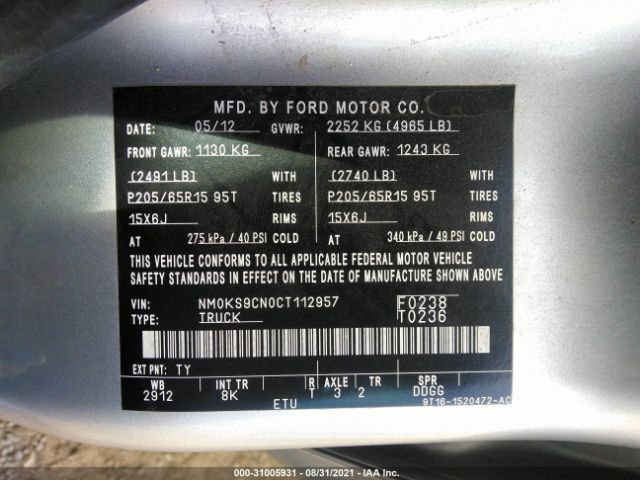 MFD. BY FORD MOTOR CO.
DATE: 05/12 GVWR: 2252 KG (4965 LB)
FRONT GAWR: 1130 KG REAR GAWR: 1243 KG
(2491 LB) WITH (2740 LB) WITH
P205/65R15 95T TIRES P205/65R15 95T TIRES
15X6J RIMS 15X6J RIMS
AT 275 kPa / 40 PSI COLD AT 340 kPa / 49 PSI COLD
THIS VEHICLE CONFORMS TO ALL APPLICABLE FEDERAL MOTOR VEHICLE
SAFETY STANDARDS IN EFFECT ON THE DATE OF MANUFACTURE SHOWN ABOVE
VIN: NM0KS9CN0CT112957 F0238
TYPE: TRUCK T0236
EXT PNT: TY
WB INT TR R AXLE TR SPR
2912 8K T 3 2 DDGG
ETU 9T16-1520472-AC
000-31005931 - 08/31/2021 - IAA Inc.